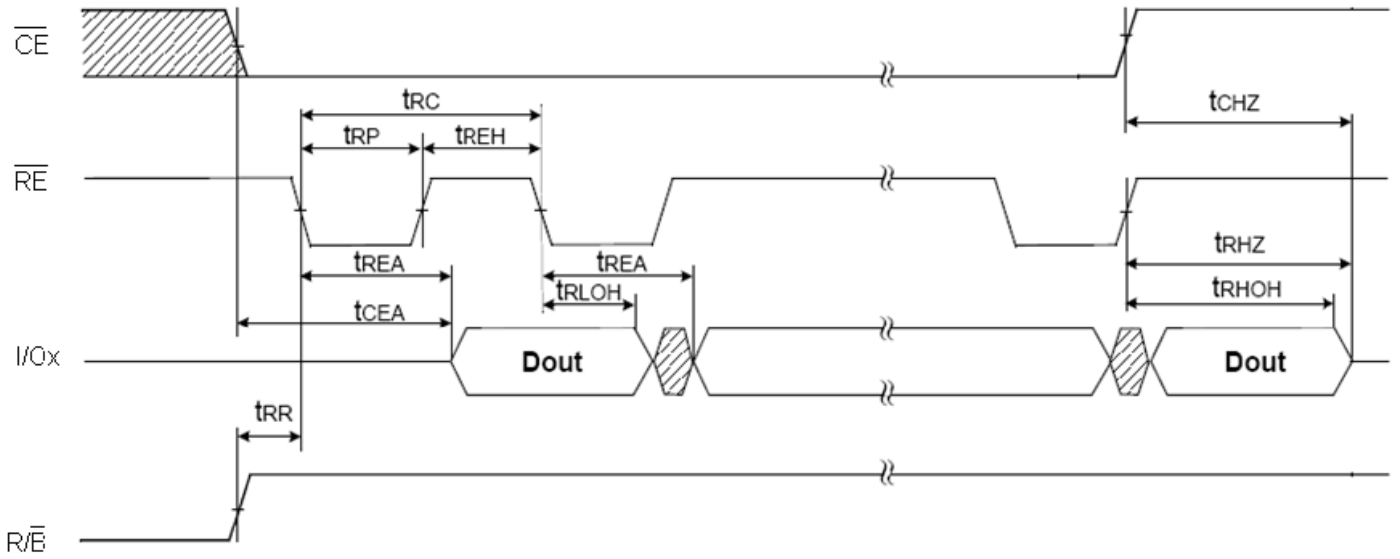 CE
tRC
tCHZ
tRP
tREH
RE
tREA
tREA
tRHZ
tRLOH
tRHOH
tCEA
I/Ox
Dout
Dout
tRR
R/B